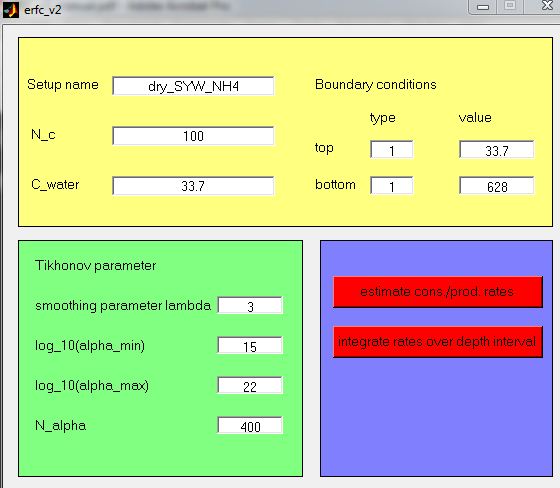 erfc_v2
Setup name dry_SYW_NH4
N_c 100
C_water 33.7
Boundary conditions
type value
top 1 33.7
bottom 1 628
Tikhonov parameter
smoothing parameter lambda 3
log_10(alpha_min) 15
log_10(alpha_max) 22
N_alpha 400
estimate cons./prod. rates
integrate rates over depth interval